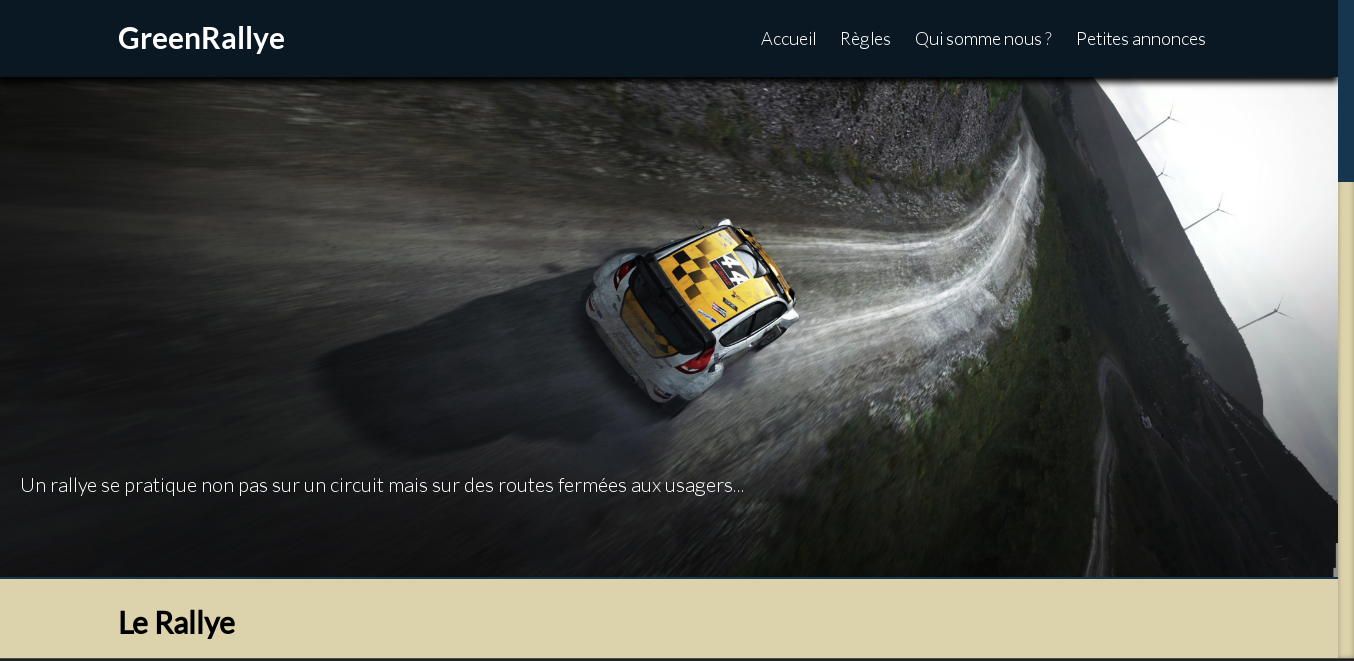 GreenRallye
Accueil Règles Qui somme nous ? Petites annonces
44
Un rallye se pratique non pas sur un circuit mais sur des routes fermées aux usagers...
Le Rallye